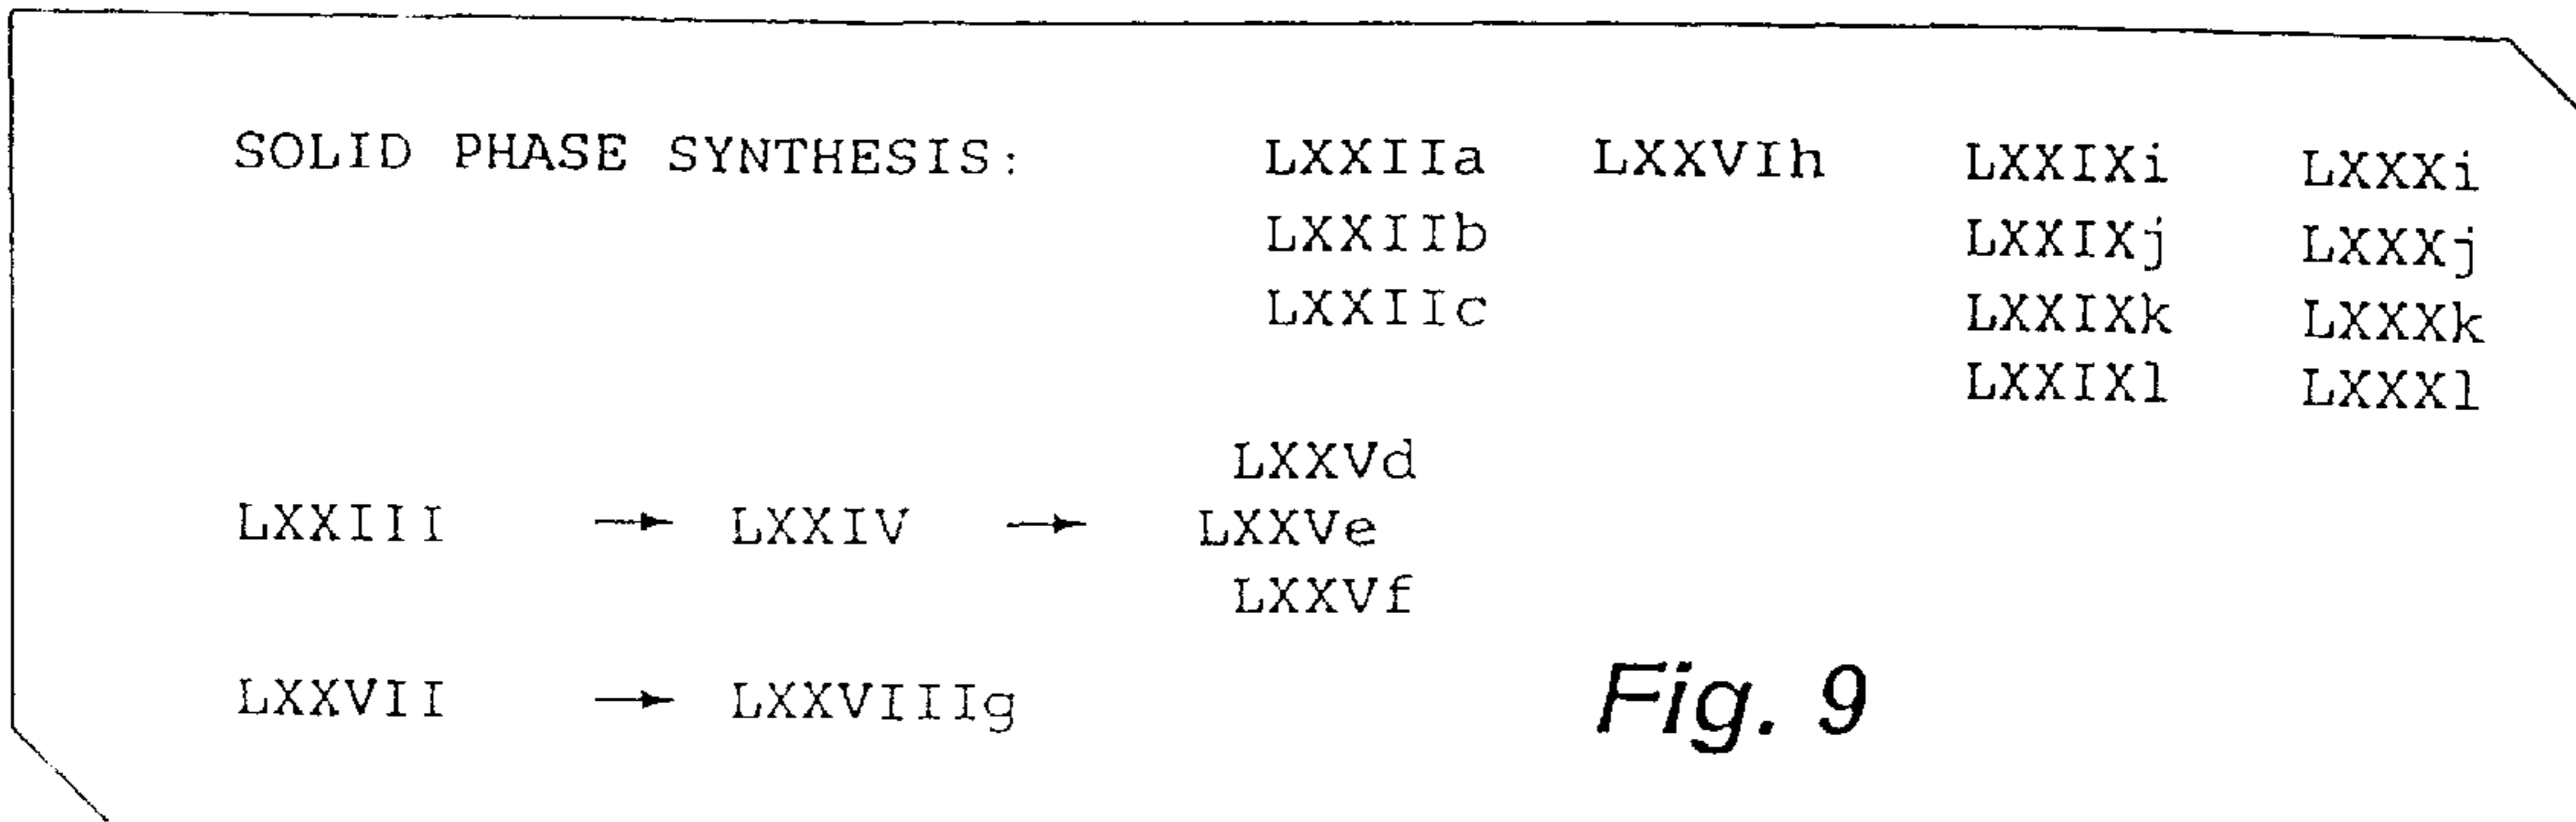 SOLID PHASE SYNTHESIS: LXXIIa LXXVIh LXXIXi LXXXi
LXXIIb LXXIXj LXXXj
LXXIIc LXXIXk LXXXk
LXXIXl LXXXl
LXXVd
LXXIII → LXXIV → LXXVe
LXXVf
LXXVII → LXXVIIIg
Fig. 9